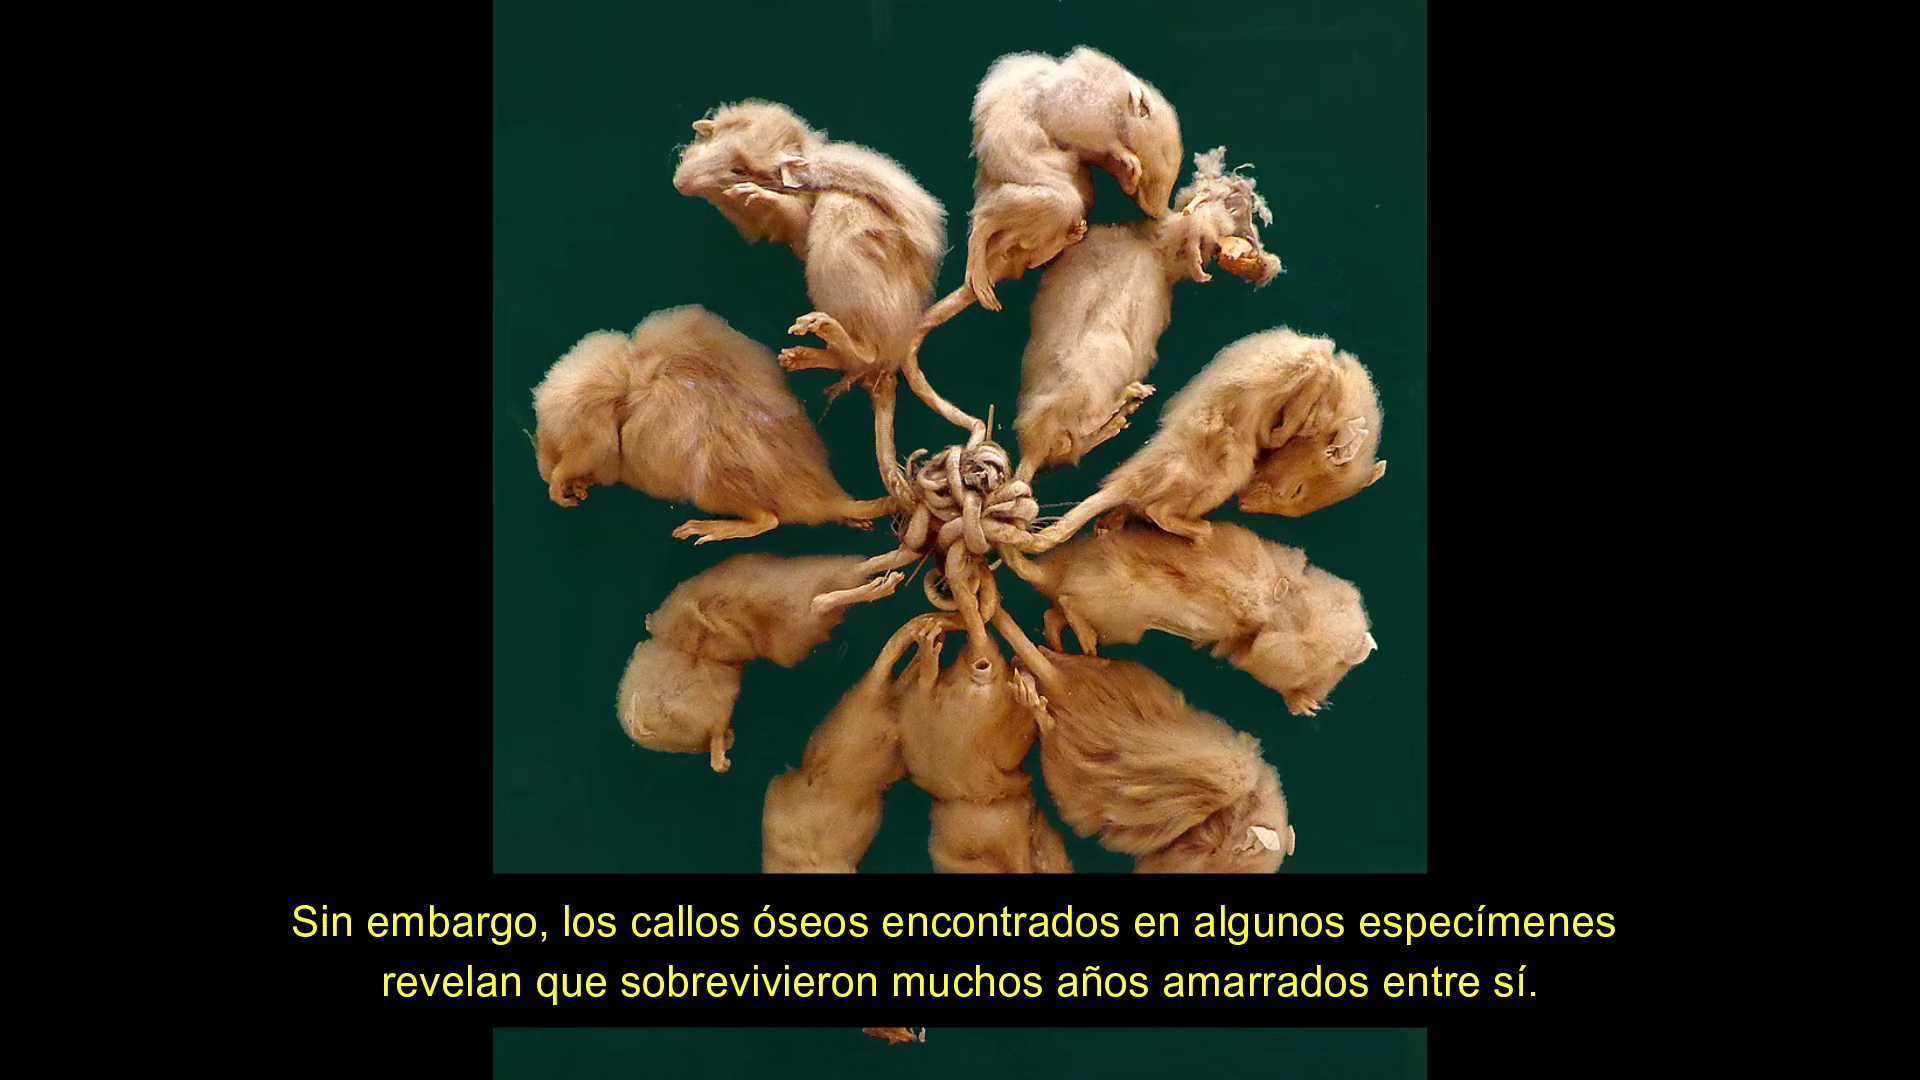 Sin embargo, los callos óseos encontrados en algunos especímenes
revelan que sobrevivieron muchos años amarrados entre sí.